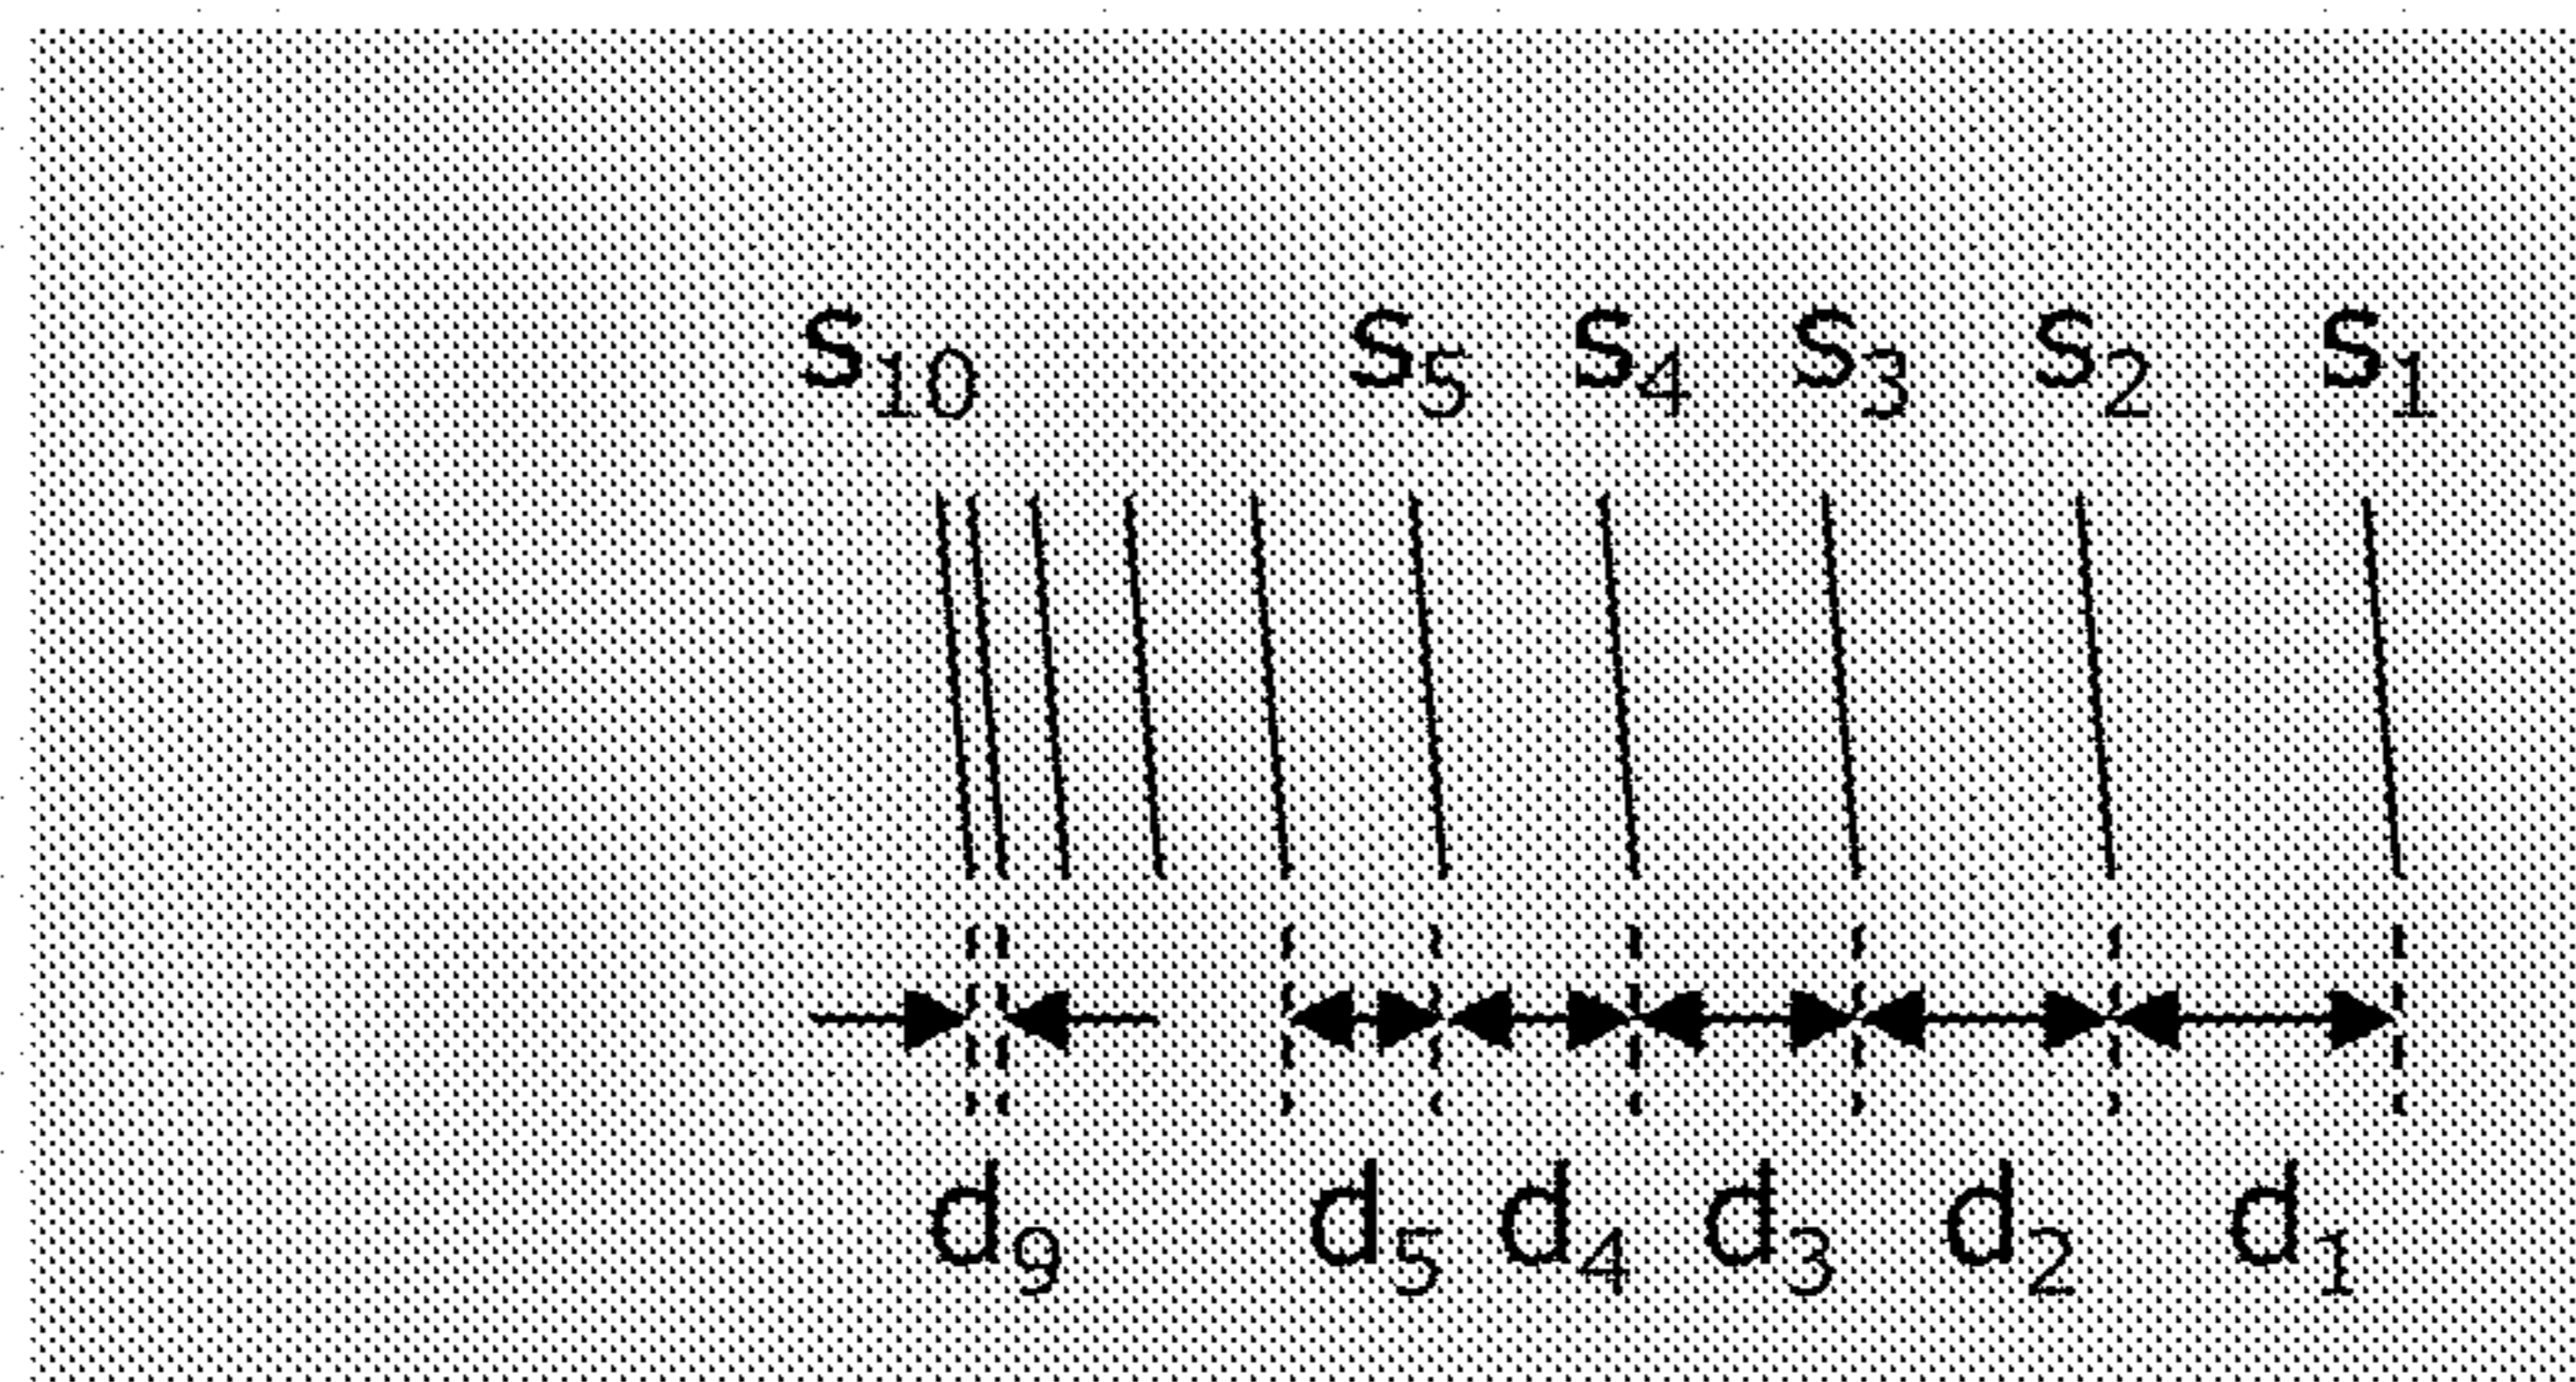 s₁₀ s₅ s₄ s₃ s₂ s₁
d₉ d₅ d₄ d₃ d₂ d₁